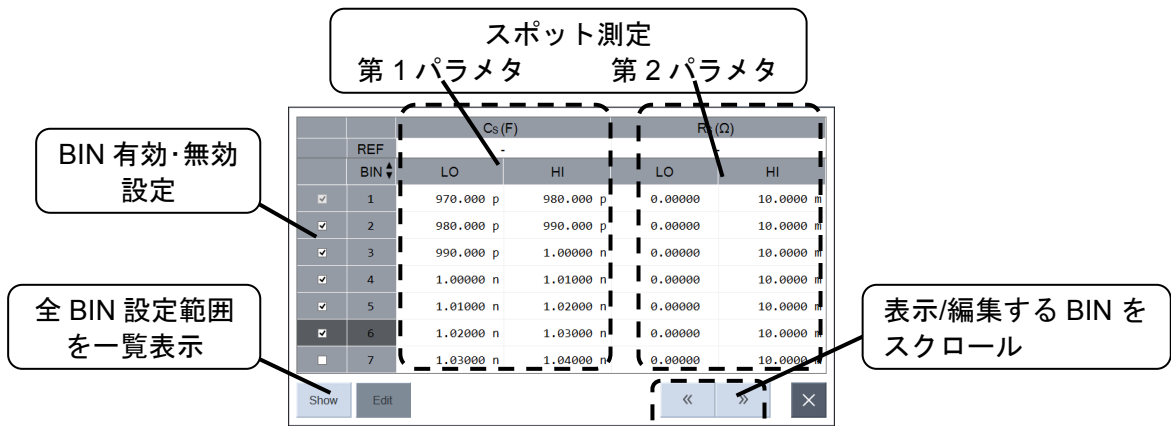 スポット測定
第 1 パラメタ 第 2 パラメタ
BIN 有効･無効
設定
全 BIN 設定範囲
を一覧表示
表示/編集する BIN を
スクロール
Cs (F) Rs (Ω)
REF - -
BIN LO HI LO HI
1 970.000 p 980.000 p 0.00000 10.0000 m
2 980.000 p 990.000 p 0.00000 10.0000 m
3 990.000 p 1.00000 n 0.00000 10.0000 m
4 1.00000 n 1.01000 n 0.00000 10.0000 m
5 1.01000 n 1.02000 n 0.00000 10.0000 m
6 1.02000 n 1.03000 n 0.00000 10.0000 m
7 1.03000 n 1.04000 n 0.00000 10.0000 m
Show Edit « » ×